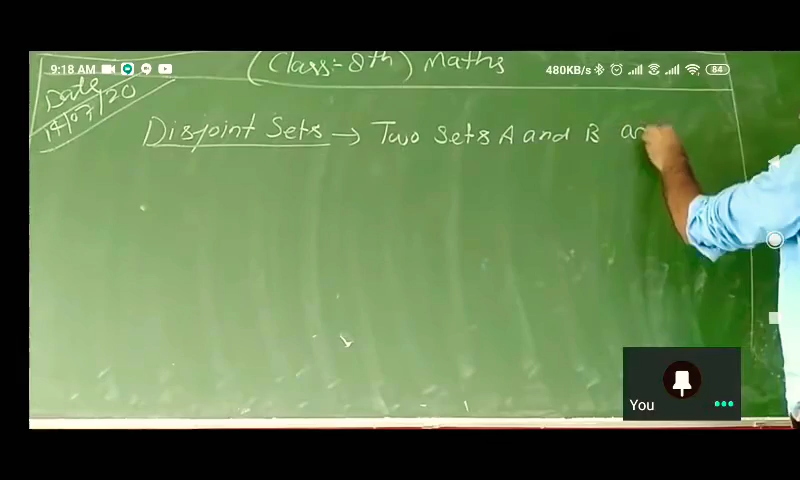 9:18 AM
480KB/s
84
(Class:- 8th) Maths
Date
14/07/20
Disjoint Sets → Two Sets A and B ar
You